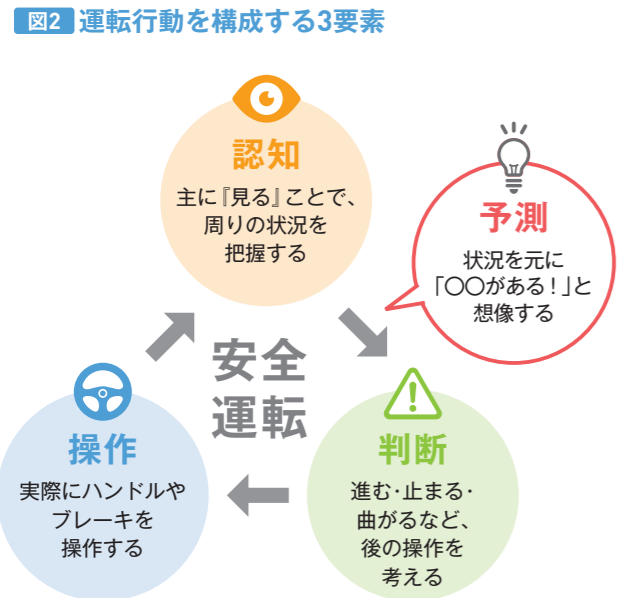 図2 運転行動を構成する3要素
認知
主に『見る』ことで、
周りの状況を
把握する
予測
状況を元に
「〇〇がある！」と
想像する
安全
運転
判断
進む・止まる・
曲がるなど、
後の操作を
考える
操作
実際にハンドルや
ブレーキを
操作する